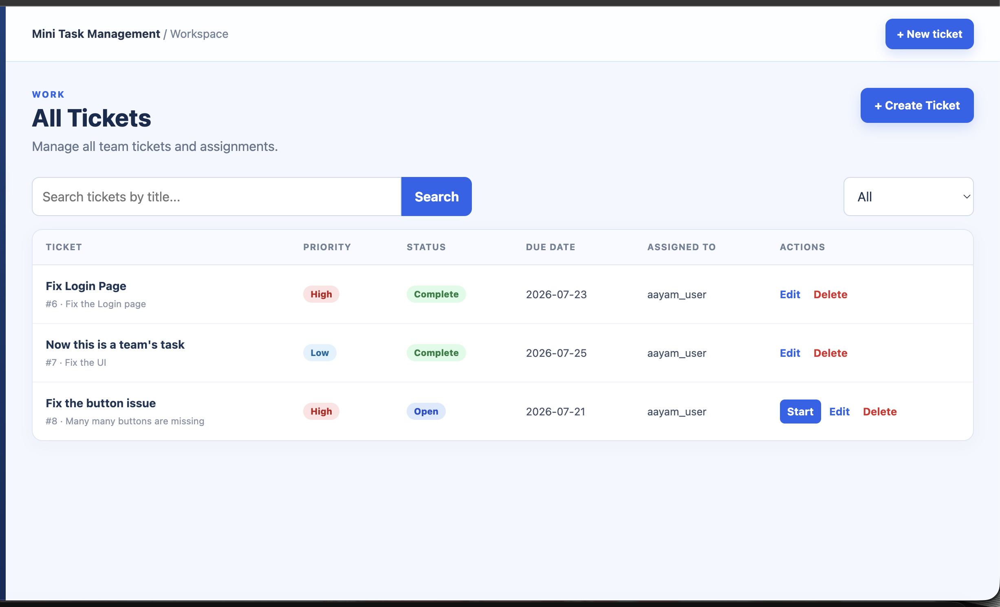 Mini Task Management / Workspace
+ New ticket
WORK
All Tickets
+ Create Ticket
Manage all team tickets and assignments.
Search tickets by title...
Search
All
TICKET PRIORITY STATUS DUE DATE ASSIGNED TO ACTIONS
Fix Login Page
#6 · Fix the Login page
High Complete 2026-07-23 aayam_user Edit Delete
Now this is a team's task
#7 · Fix the UI
Low Complete 2026-07-25 aayam_user Edit Delete
Fix the button issue
#8 · Many many buttons are missing
High Open 2026-07-21 aayam_user Start Edit Delete